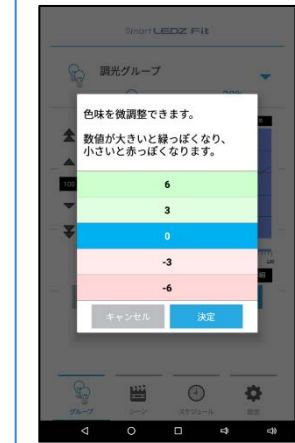 Smart LEDZ Fit
調光グループ
色味を微調整できます。
数値が大きいと緑っぽくなり、
小さいと赤っぽくなります。
100
6
3
0
-3
-6
キャンセル 決定
グループ シーン スケジュール 設定